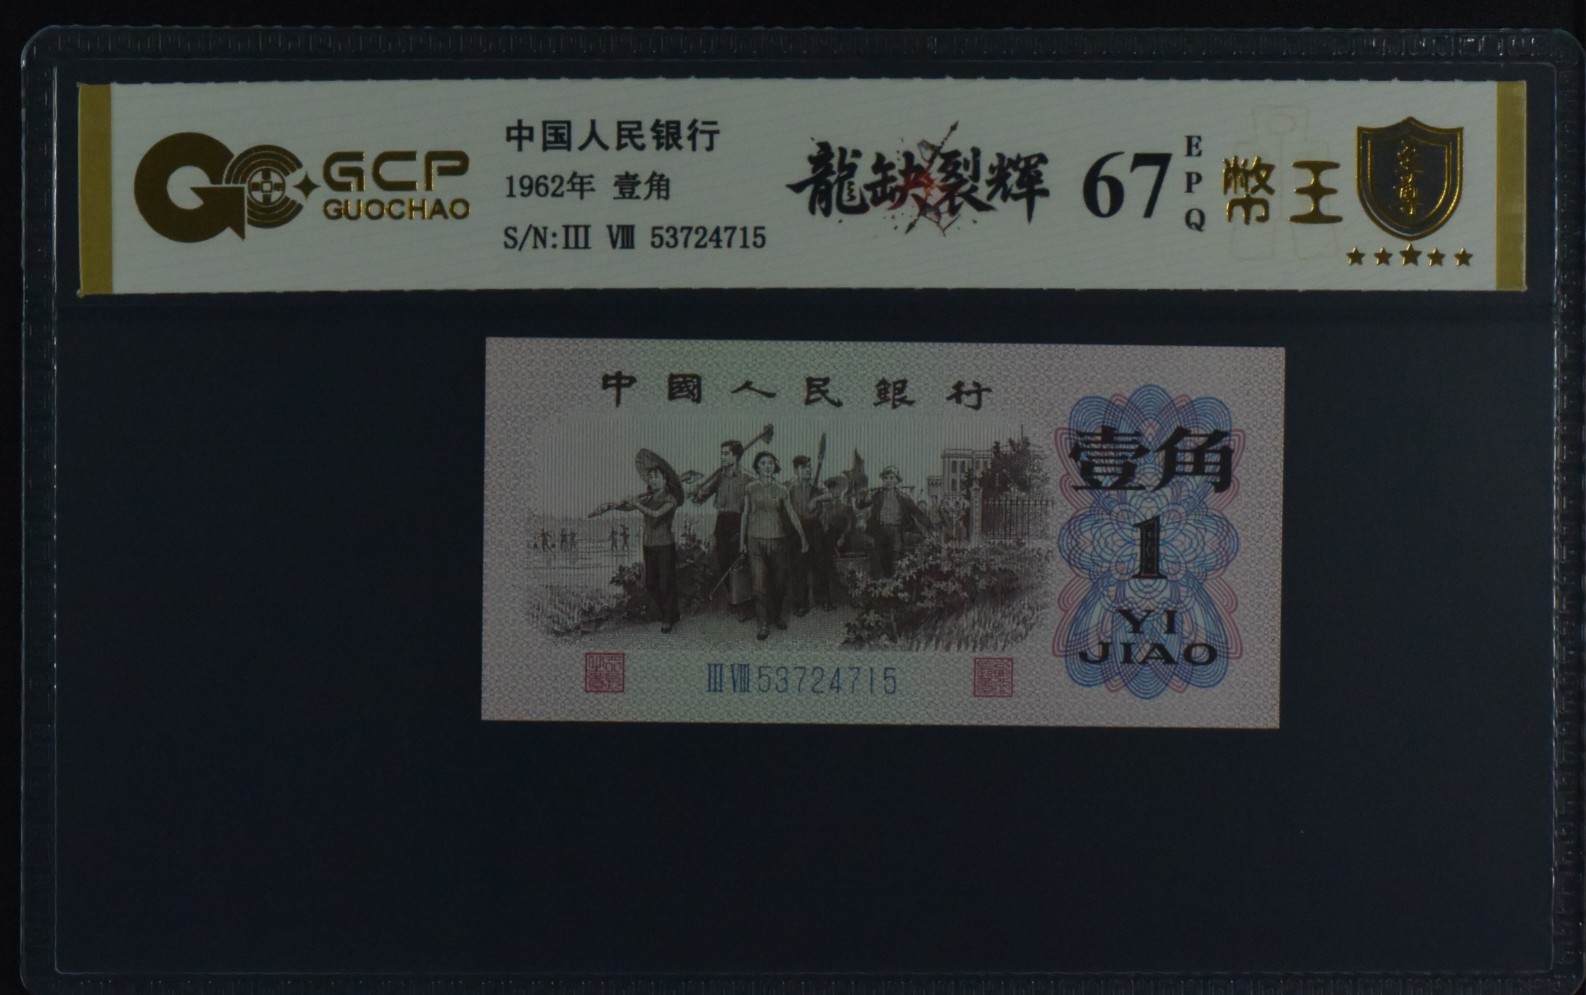 GCP
GUOCHAO
中国人民银行
1962年 壹角
S/N:III VIII 53724715
龍缺裂輝
67
EPQ
幣王
中國人民銀行
壹角
1
YI
JIAO
III VIII 53724715